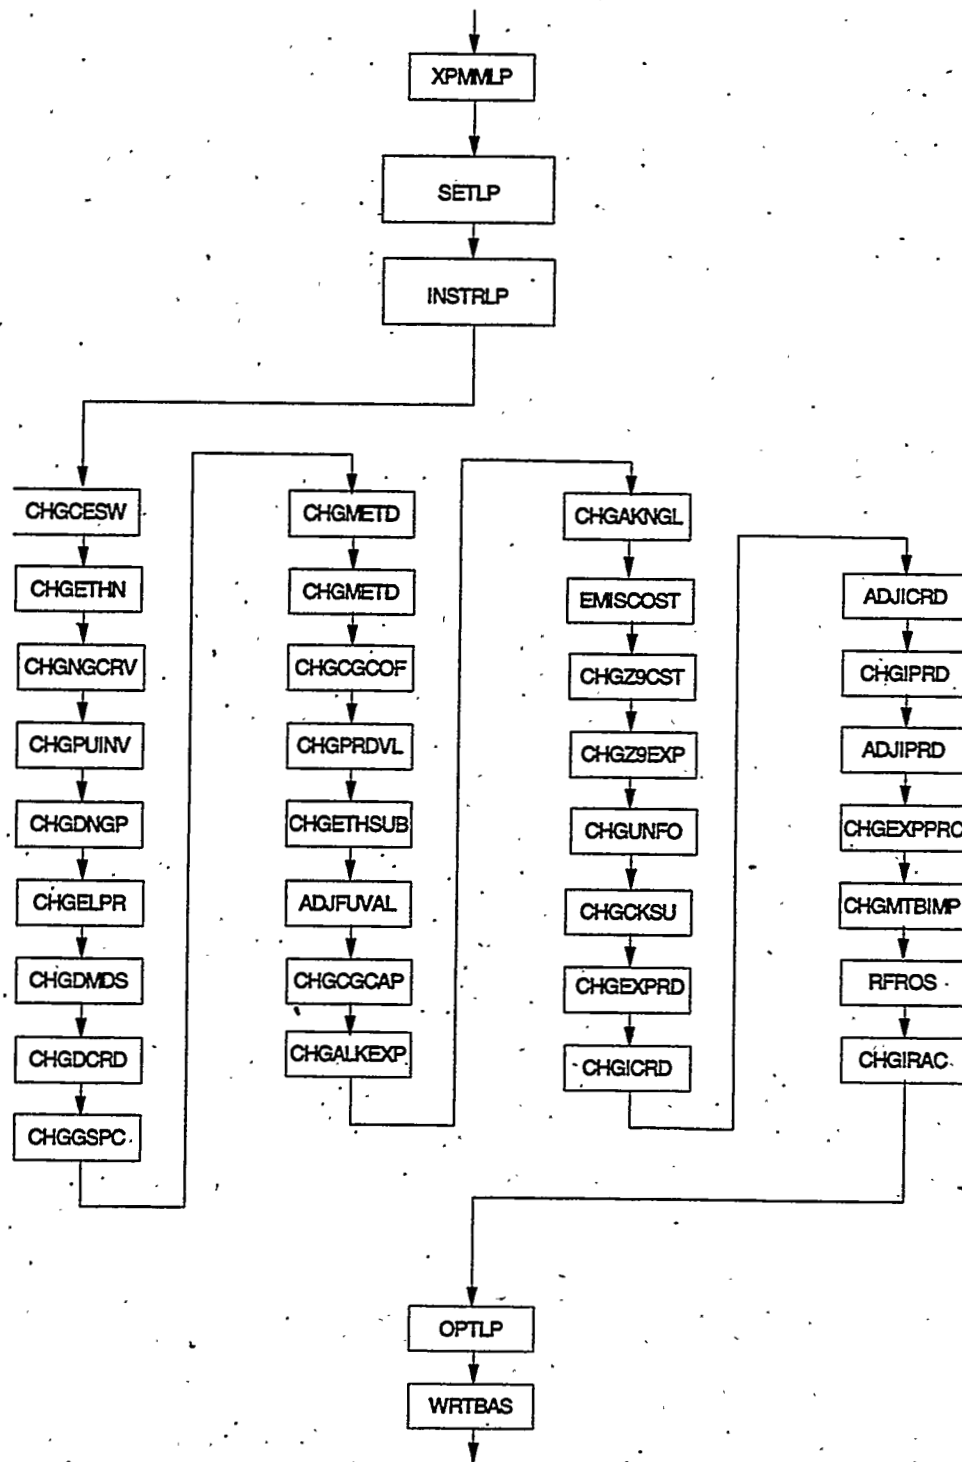 XPMMLP
SETLP
INSTRLP
CHGCESW
CHGETHN
CHGNGCRV
CHGPUINV
CHGDNGP
CHGELPR
CHGDMDS
CHGDCRD
CHGGSPC
CHGMETD
CHGMETD
CHGCGCOF
CHGPRDVL
CHGETHSUB
ADJFUVAL
CHGCGCAP
CHGALKEXP
CHGAKNGL
EMISCOST
CHGZ9CST
CHGZ9EXP
CHGUNFO
CHGCKSU
CHGEXPRD
CHGICRD
ADJICRD
CHGIPRD
ADJIPRD
CHGEXPPRC
CHGMTBIMP
RFROS
CHGIRAC
OPTLP
WRTBAS